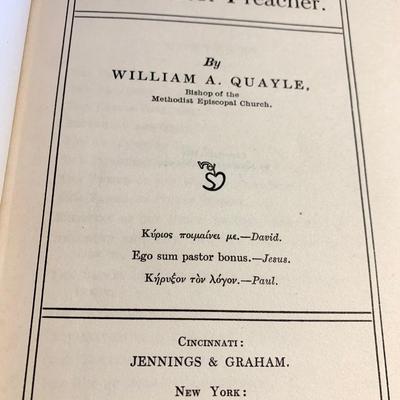 Preacher.
By
WILLIAM A. QUAYLE,
Bishop of the
Methodist Episcopal Church.
Κύριος ποιμαίνει με.—David.
Ego sum pastor bonus.—Jesus.
Κήρυξον τὸν λόγον.—Paul.
CINCINNATI:
JENNINGS & GRAHAM.
NEW YORK: